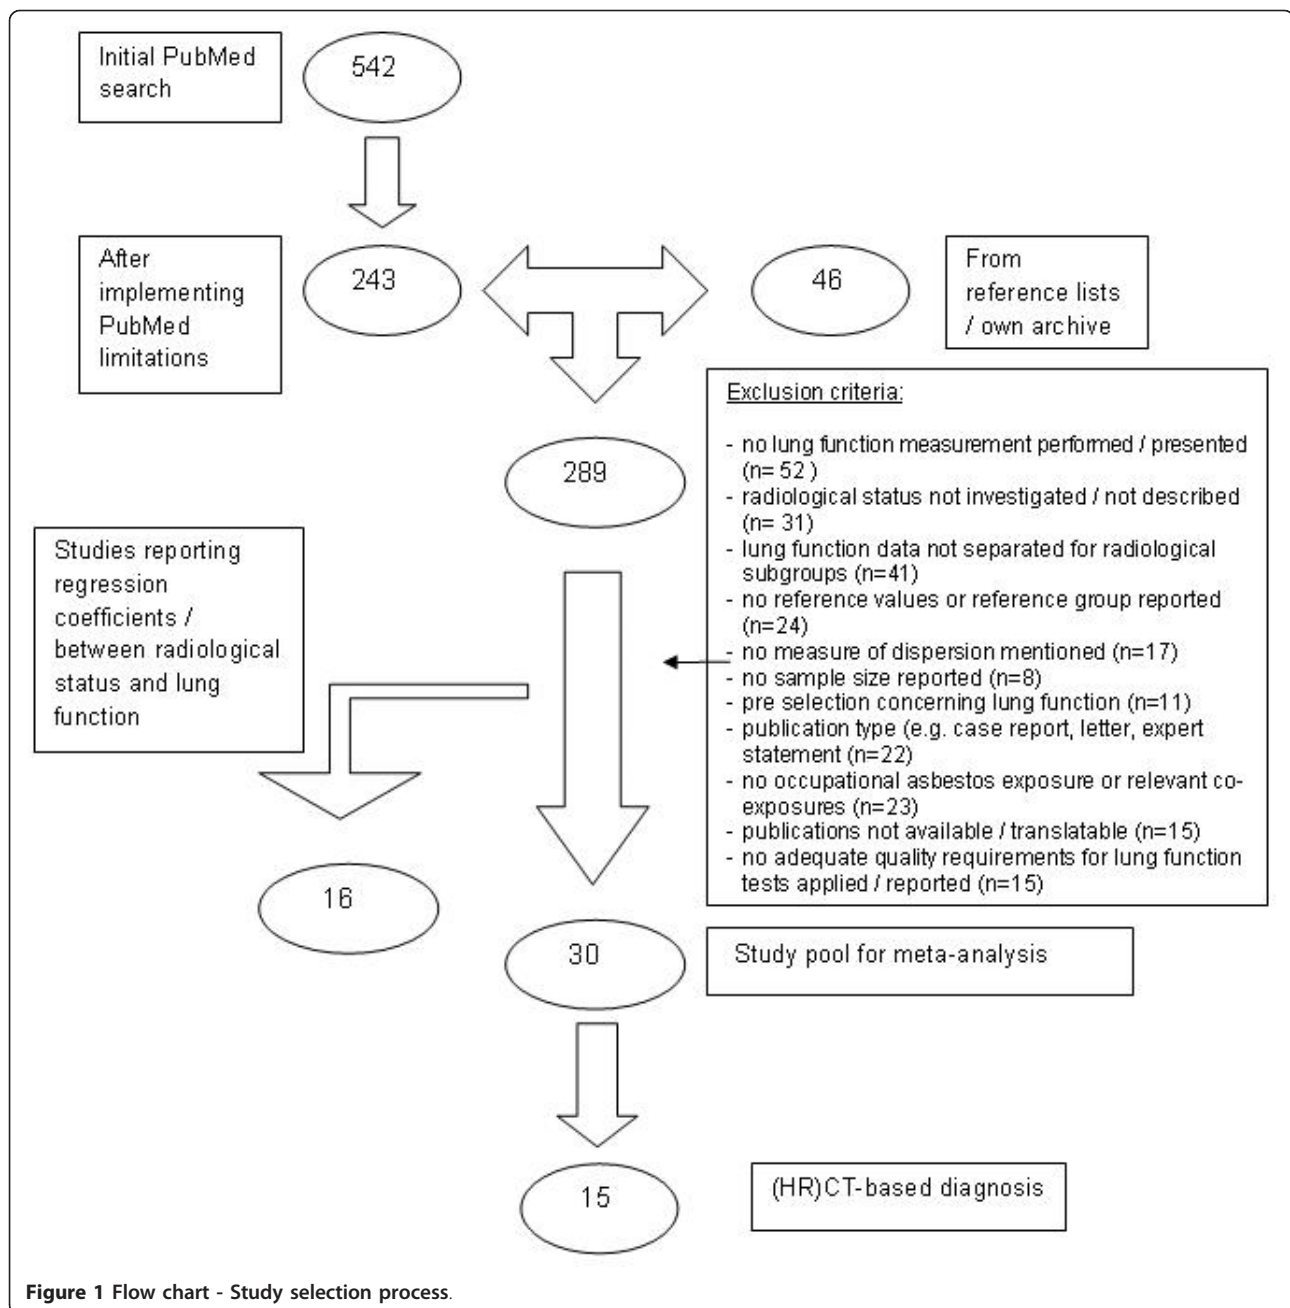 Initial PubMed
search
542
After
implementing
PubMed
limitations
243
46
From
reference lists
/ own archive
289
Exclusion criteria:
- no lung function measurement performed / presented
(n= 52 )
- radiological status not investigated / not described
(n= 31)
- lung function data not separated for radiological
subgroups (n=41)
- no reference values or reference group reported
(n=24)
- no measure of dispersion mentioned (n=17)
- no sample size reported (n=8)
- pre selection concerning lung function (n=11)
- publication type (e.g. case report, letter, expert
statement (n=22)
- no occupational asbestos exposure or relevant co-
exposures (n=23)
- publications not available / translatable (n=15)
- no adequate quality requirements for lung function
tests applied / reported (n=15)
Studies reporting
regression
coefficients /
between radiological
status and lung
function
16
30
Study pool for meta-analysis
15
(HR)CT-based diagnosis
Figure 1 Flow chart - Study selection process.